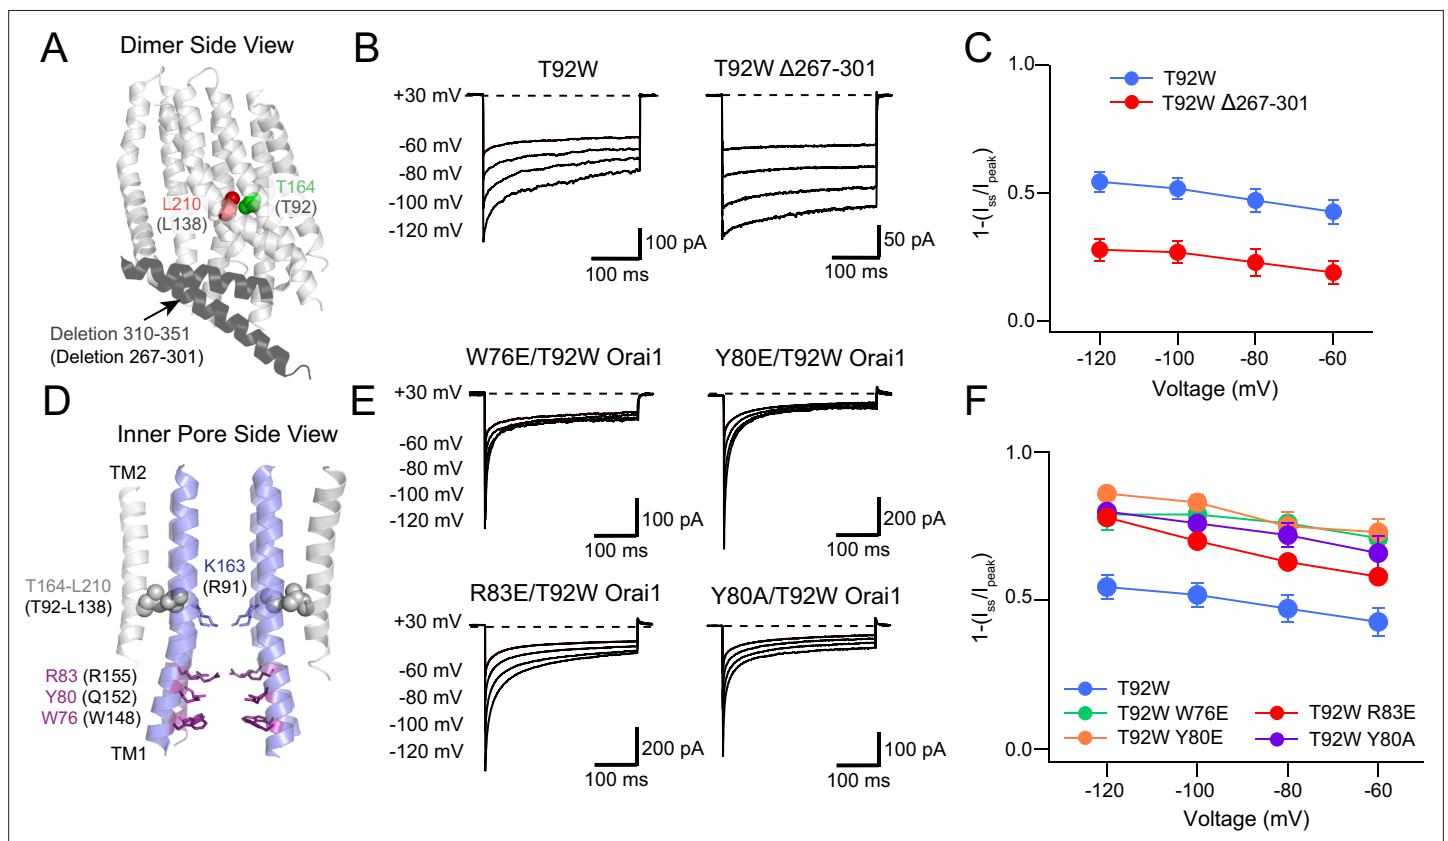 A
Dimer Side View
L210
(L138)
T164
(T92)
Deletion 310-351
(Deletion 267-301)
B
T92W
T92W Δ267-301
+30 mV
-60 mV
-80 mV
-100 mV
-120 mV
100 pA
100 ms
50 pA
100 ms
C
T92W
T92W Δ267-301
1.0
0.5
0.0
1-(Iss/Ipeak)
-120
-100
-80
-60
Voltage (mV)
D
Inner Pore Side View
TM2
T164-L210
(T92-L138)
K163
(R91)
R83 (R155)
Y80 (Q152)
W76 (W148)
TM1
E
W76E/T92W Orai1
Y80E/T92W Orai1
+30 mV
-60 mV
-80 mV
-100 mV
-120 mV
100 pA
100 ms
200 pA
100 ms
R83E/T92W Orai1
Y80A/T92W Orai1
+30 mV
-60 mV
-80 mV
-100 mV
-120 mV
200 pA
100 ms
100 pA
100 ms
F
1.0
0.5
0.0
1-(Iss/Ipeak)
T92W
T92W W76E
T92W R83E
T92W Y80E
T92W Y80A
-120
-100
-80
-60
Voltage (mV)